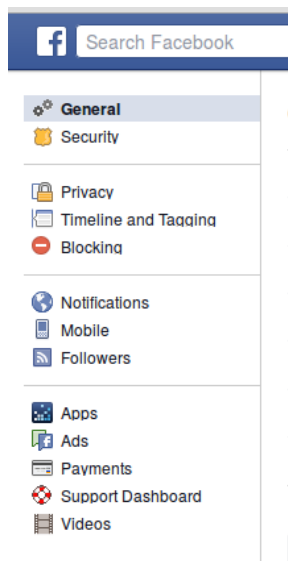 f
Search Facebook
General
Security
Privacy
Timeline and Tagging
Blocking
Notifications
Mobile
Followers
Apps
Ads
Payments
Support Dashboard
Videos